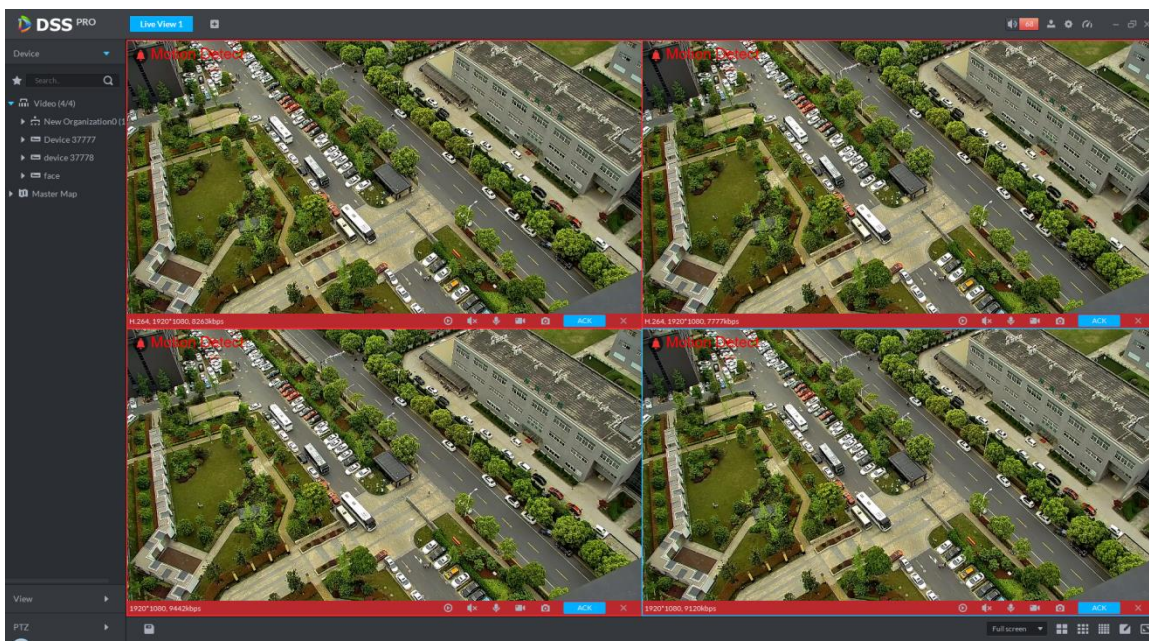 DSS PRO
Live View 1
68
Device
Search..
Video (4/4)
New Organization0 (1
Device 37777
device 37778
face
Master Map
View
PTZ
Motion Detect
H.264, 1920*1080, 8263kbps
ACK
Motion Detect
H.264, 1920*1080, 7777kbps
ACK
Motion Detect
1920*1080, 9442kbps
ACK
Motion Detect
1920*1080, 9120kbps
ACK
Full screen